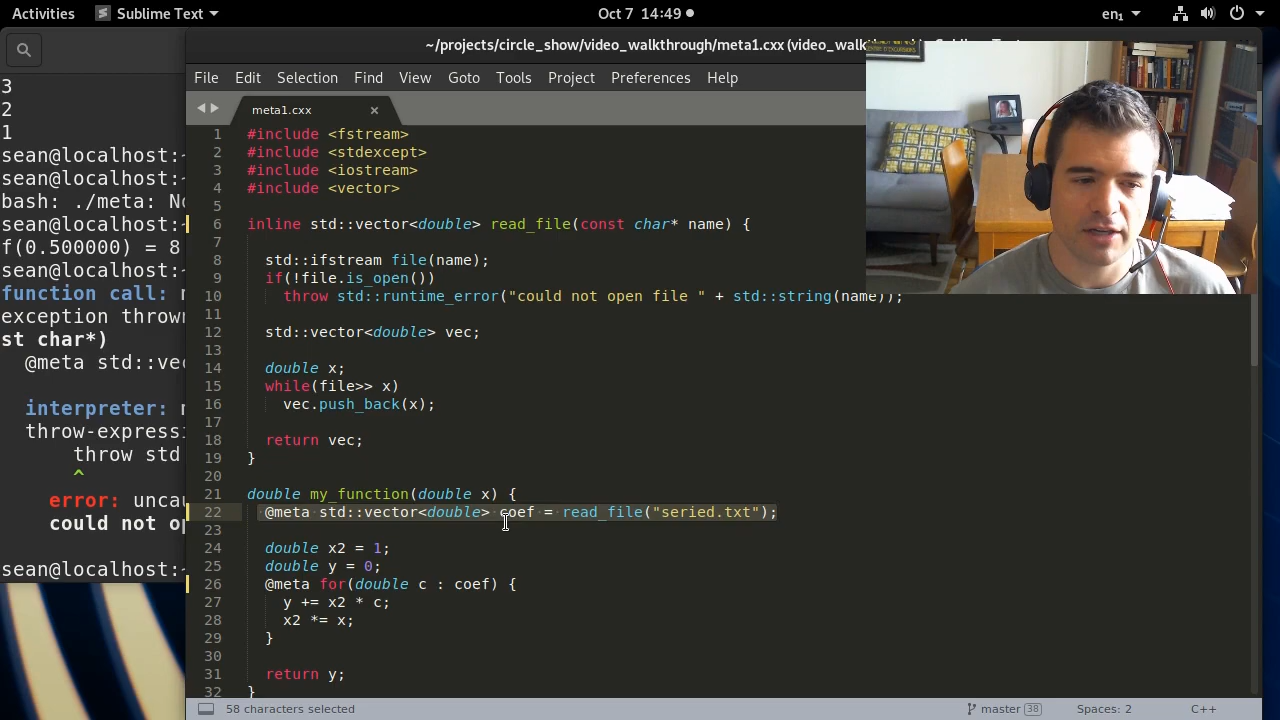 Activities Sublime Text Oct 7 14:49 en₁
~/projects/circle_show/video_walkthrough/meta1.cxx (video_walk
File Edit Selection Find View Goto Tools Project Preferences Help
meta1.cxx ×
3
2
1
sean@localhost:~
sean@localhost:~
bash: ./meta: No
sean@localhost:~
f(0.500000) = 8
sean@localhost:~
function call: m
exception thrown
st char*)
@meta std::vec
interpreter: m
throw-expressi
throw std
^
error: uncau
could not op
sean@localhost:~
1 #include <fstream>
2 #include <stdexcept>
3 #include <iostream>
4 #include <vector>
5
6 inline std::vector<double> read_file(const char* name) {
7
8 std::ifstream file(name);
9 if(!file.is_open())
10 throw std::runtime_error("could not open file " + std::string(name));
11
12 std::vector<double> vec;
13
14 double x;
15 while(file>> x)
16 vec.push_back(x);
17
18 return vec;
19 }
20
21 double my_function(double x) {
22 @meta std::vector<double> coef = read_file("seried.txt");
23
24 double x2 = 1;
25 double y = 0;
26 @meta for(double c : coef) {
27 y += x2 * c;
28 x2 *= x;
29 }
30
31 return y;
32 }
58 characters selected master 38 Spaces: 2 C++